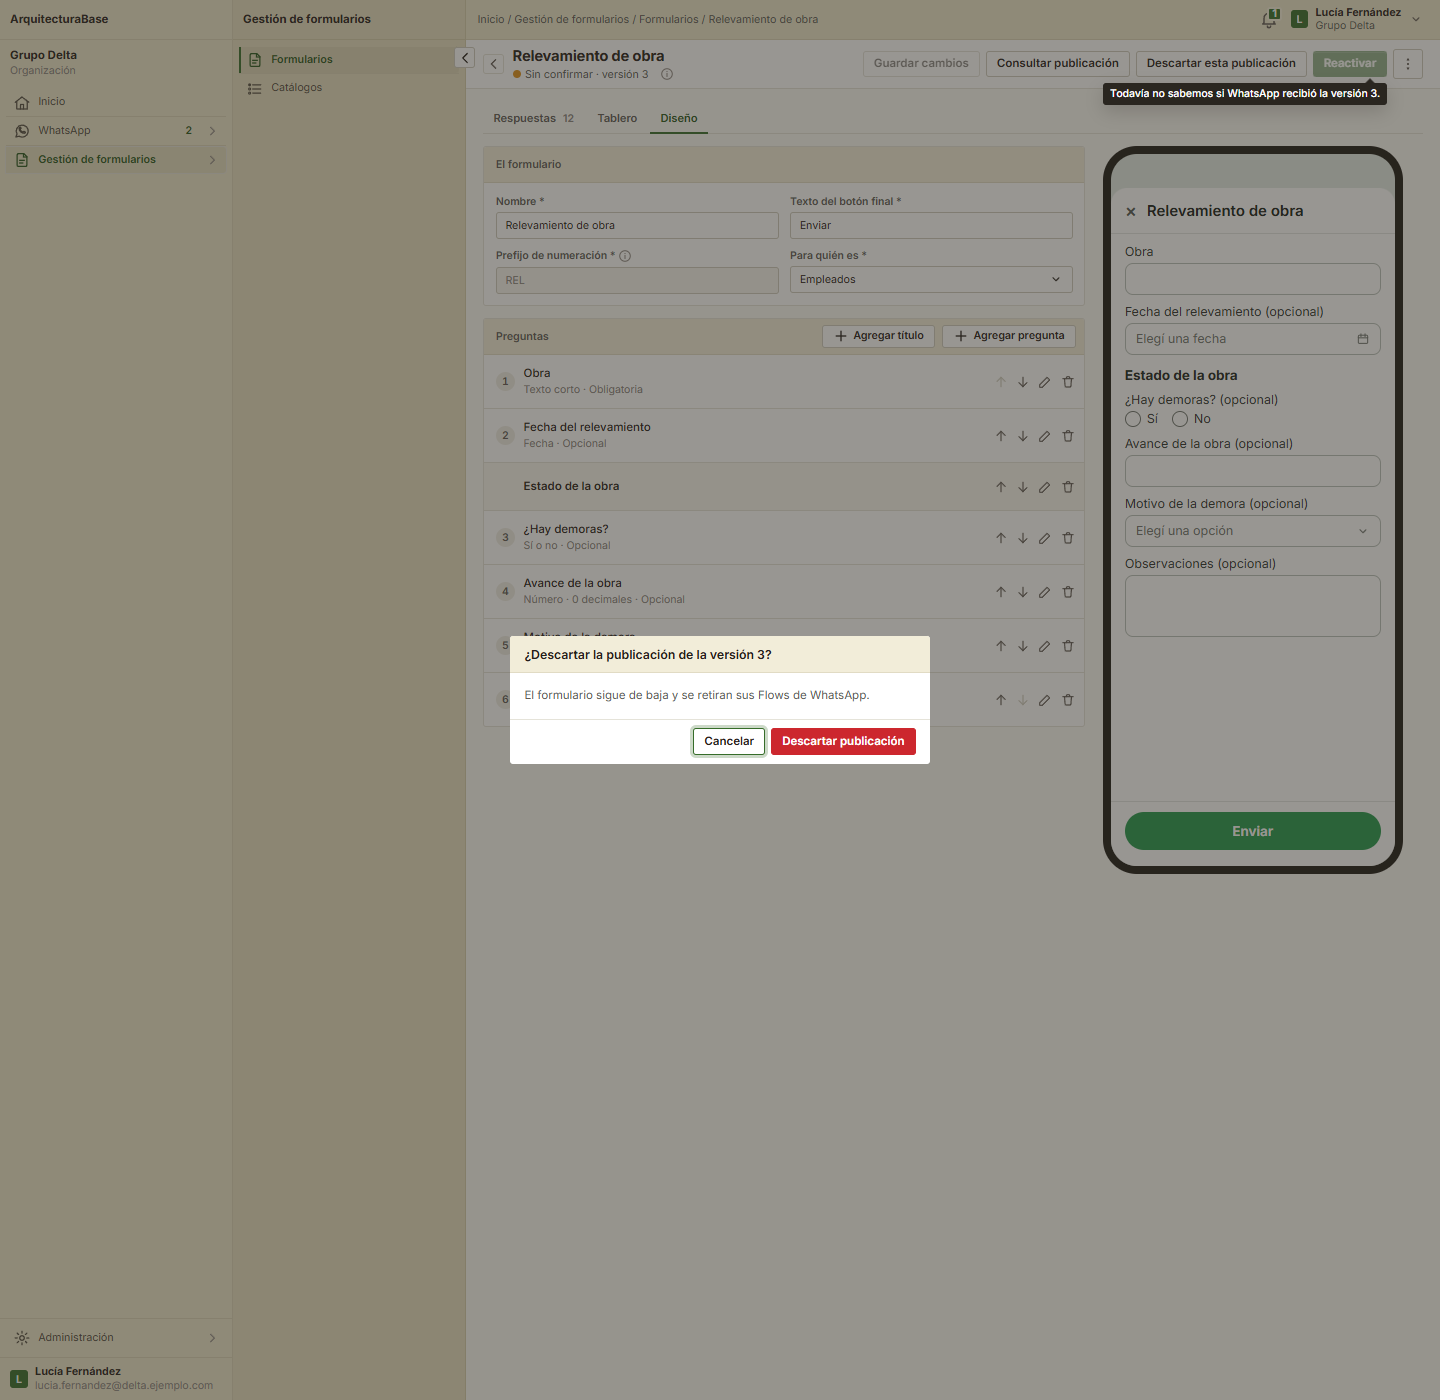 ArquitecturaBase
Gestión de formularios
Inicio / Gestión de formularios / Formularios / Relevamiento de obra
1
L
Lucía Fernández
Grupo Delta
Grupo Delta
Organización
Inicio
WhatsApp 2
Gestión de formularios
Formularios
Catálogos
Relevamiento de obra
Sin confirmar · versión 3
Guardar cambios
Consultar publicación
Descartar esta publicación
Reactivar
Todavía no sabemos si WhatsApp recibió la versión 3.
Respuestas 12
Tablero
Diseño
El formulario
Nombre *
Relevamiento de obra
Texto del botón final *
Enviar
Prefijo de numeración *
REL
Para quién es *
Empleados
Preguntas
Agregar título
Agregar pregunta
1
Obra
Texto corto · Obligatoria
2
Fecha del relevamiento
Fecha · Opcional
Estado de la obra
3
¿Hay demoras?
Sí o no · Opcional
4
Avance de la obra
Número · 0 decimales · Opcional
5
6
¿Descartar la publicación de la versión 3?
El formulario sigue de baja y se retiran sus Flows de WhatsApp.
Cancelar
Descartar publicación
Relevamiento de obra
Obra
Fecha del relevamiento (opcional)
Elegí una fecha
Estado de la obra
¿Hay demoras? (opcional)
Sí
No
Avance de la obra (opcional)
Motivo de la demora (opcional)
Elegí una opción
Observaciones (opcional)
Enviar
Administración
L
Lucía Fernández
lucia.fernandez@delta.ejemplo.com